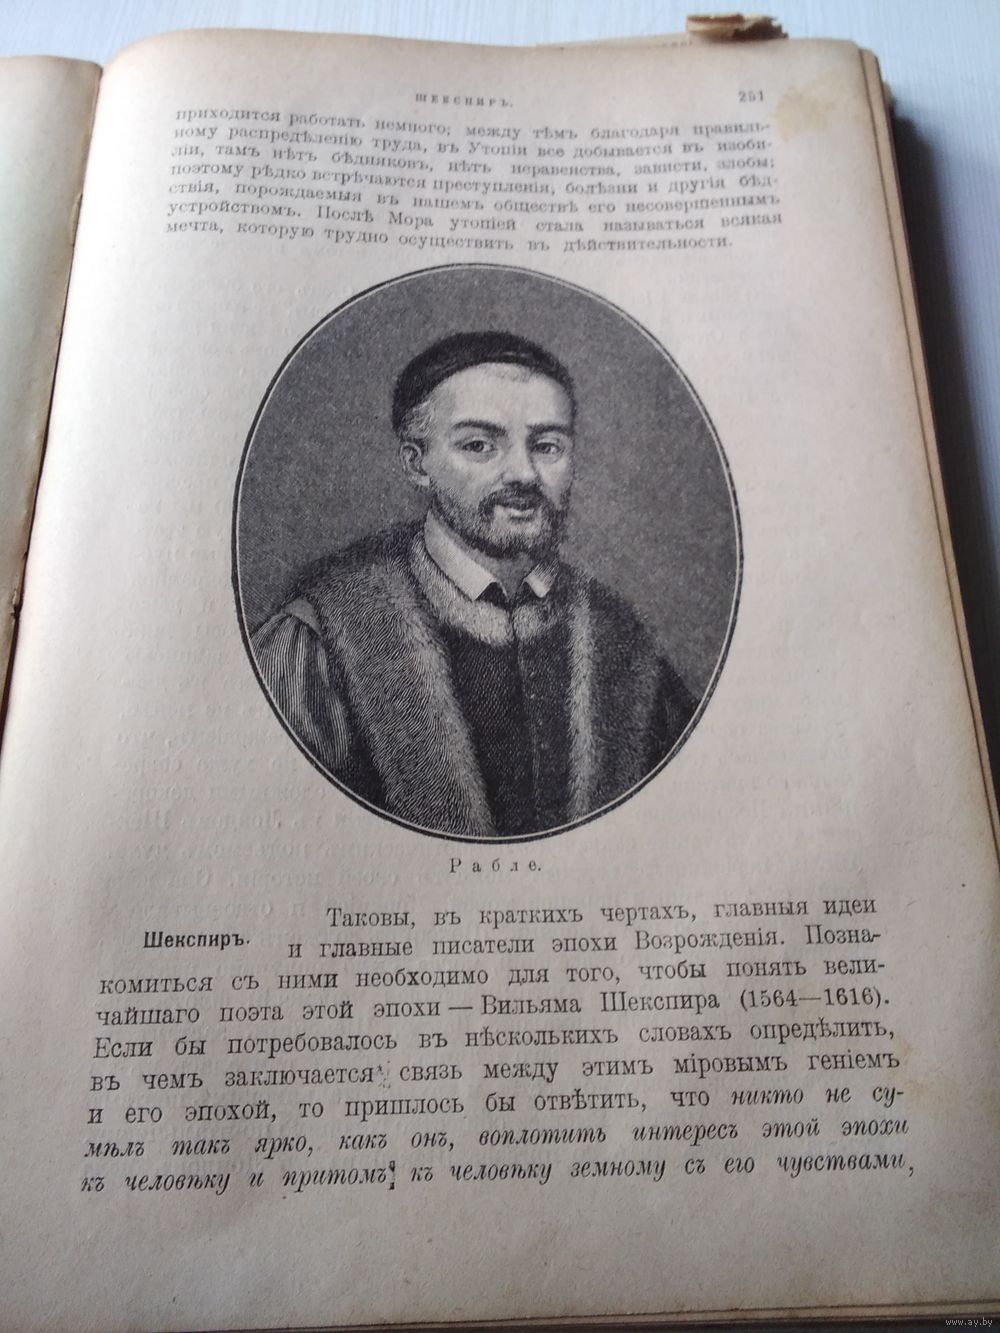 ШЕКСПИРЪ.
251
приходится работать немного; между тѣмъ благодаря правиль-
ному распредѣленію труда, въ Утопіи все добывается въ изоби-
ліи, тамъ нѣтъ бѣдняковъ, нѣтъ неравенства, зависти, злобы;
поэтому рѣдко встрѣчаются преступленія, болѣзни и другія бѣд-
ствія, порождаемыя въ нашемъ обществѣ его несовершеннымъ
устройствомъ. Послѣ Мора утопіей стала называться всякая
мечта, которую трудно осуществить въ дѣйствительности.
Рабле.
Шекспиръ.
Таковы, въ краткихъ чертахъ, главныя идеи
и главные писатели эпохи Возрожденія. Позна-
комиться съ ними необходимо для того, чтобы понять вели-
чайшаго поэта этой эпохи — Вильяма Шекспира (1564—1616).
Если бы потребовалось въ нѣсколькихъ словахъ опредѣлить,
въ чемъ заключается связь между этимъ міровымъ геніемъ
и его эпохой, то пришлось бы отвѣтить, что никто не су-
мѣлъ такъ ярко, какъ онъ, воплотить интересъ этой эпохи
къ человѣку и притомъ къ человѣку земному съ его чувствами,
www.ay.by